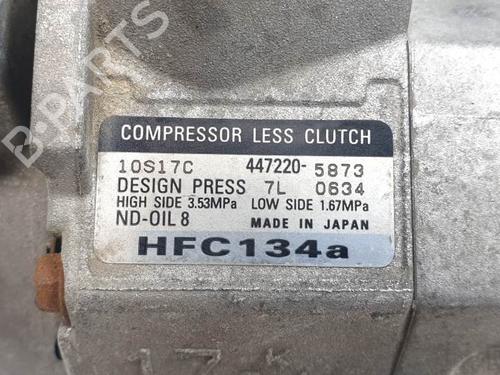 COMPRESSOR LESS CLUTCH
10S17C 447220-5873
DESIGN PRESS 7L 0634
HIGH SIDE 3.53MPa LOW SIDE 1.67MPa
ND-OIL 8 MADE IN JAPAN
HFC134a
B-PARTS